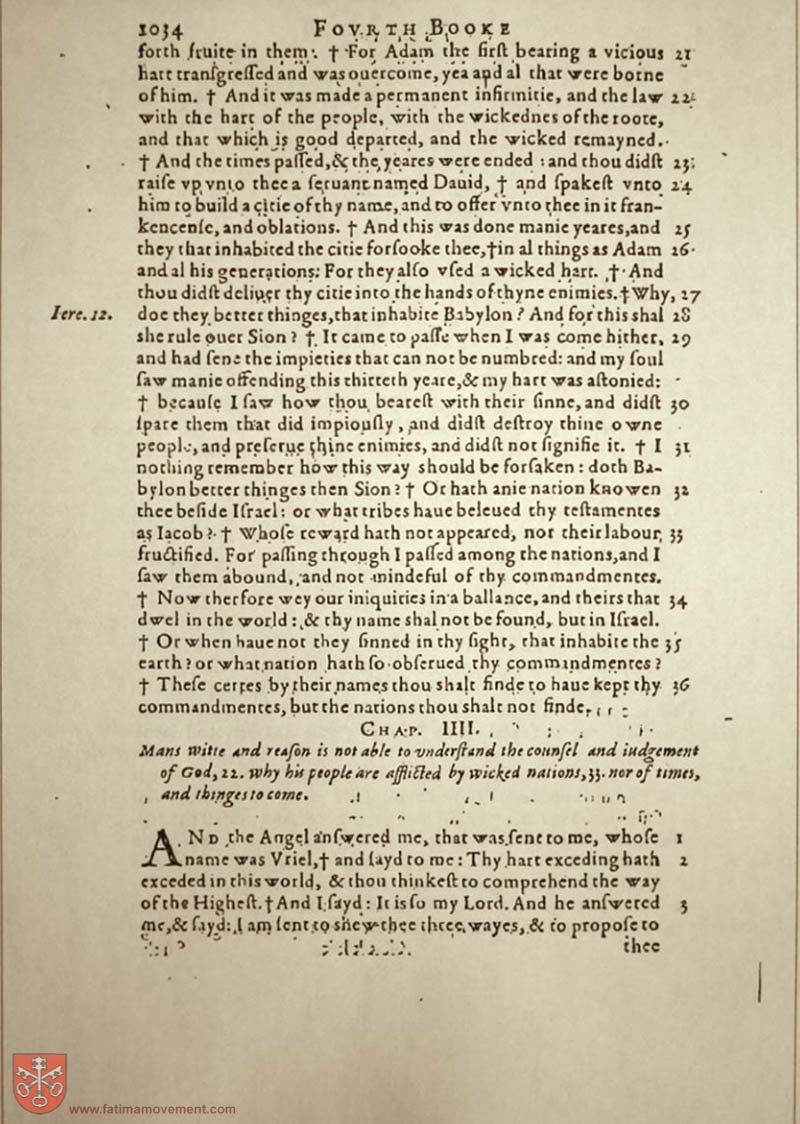 1034 FOVRTH BOOKE
forth fruite in them. † For Adam the first bearing a vicious 21
hart transgressed and was ouercome, yea and al that were borne
of him. † And it was made a permanent infirmitie, and the law 22
with the hart of the people, with the wickednes of the roote,
and that which is good departed, and the wicked remayned.
† And the times passed, & the yeares were ended : and thou didst 23
raise vp vnto thee a seruant named Dauid, † and spakest vnto 24
him to build a citie of thy name, and to offer vnto thee in it fran-
kencense, and oblations. † And this was done manie yeares, and 25
they that inhabited the citie forsooke thee, † in al things as Adam 26
and al his generations: For they also vsed a wicked hart. † And
thou didst deliuer thy citie into the hands of thyne enimies. † Why, 27
Iere. 12. doe they better thinges, that inhabite Babylon? And for this shal 28
she rule ouer Sion? † It came to passe when I was come hither, 29
and had sene the impieties that can not be numbred: and my soul
saw manie offending this thirteth yeare, & my hart was astonied:
† because I saw how thou bearest with their sinne, and didst 30
spare them that did impiously, and didst destroy thine owne
people, and preserue thine enimies, and didst not signifie it. † I 31
nothing remember how this way should be forsaken : doth Ba-
bylon better thinges then Sion? † Or hath anie nation knowen 32
thee beside Israel: or what tribes haue beleued thy testamentes
as Iacob? † Whose reward hath not appeared, nor their labour 33
fructified. For passing through I passed among the nations, and I
saw them abound, and not mindeful of thy commandmentes.
† Now therfore wey our iniquities in a ballance, and theirs that 34
dwel in the world : & thy name shal not be found, but in Israel.
† Or when haue not they sinned in thy sight, that inhabite the 35
earth? or what nation hath so obserued thy commandmentes?
† These certes by their names thou shalt finde to haue kept thy 36
commandmentes, but the nations thou shalt not finde.
CHAP. IIII.
Mans witte and reason is not able to vnderstand the counsel and iudgement
of God, 22. why his people are afflicted by wicked nations, 33. nor of times,
and thinges to come.
AND the Angel answered me, that was sent to me, whose 1
name was Vriel, † and sayd to me: Thy hart exceding hath 2
exceded in this world, & thou thinkest to comprehend the way
of the Highest. † And I sayd: It is so my Lord. And he answered 3
me, & sayd: I am sent to shew thee three wayes, & to propose to
thee
www.fatimamovement.com